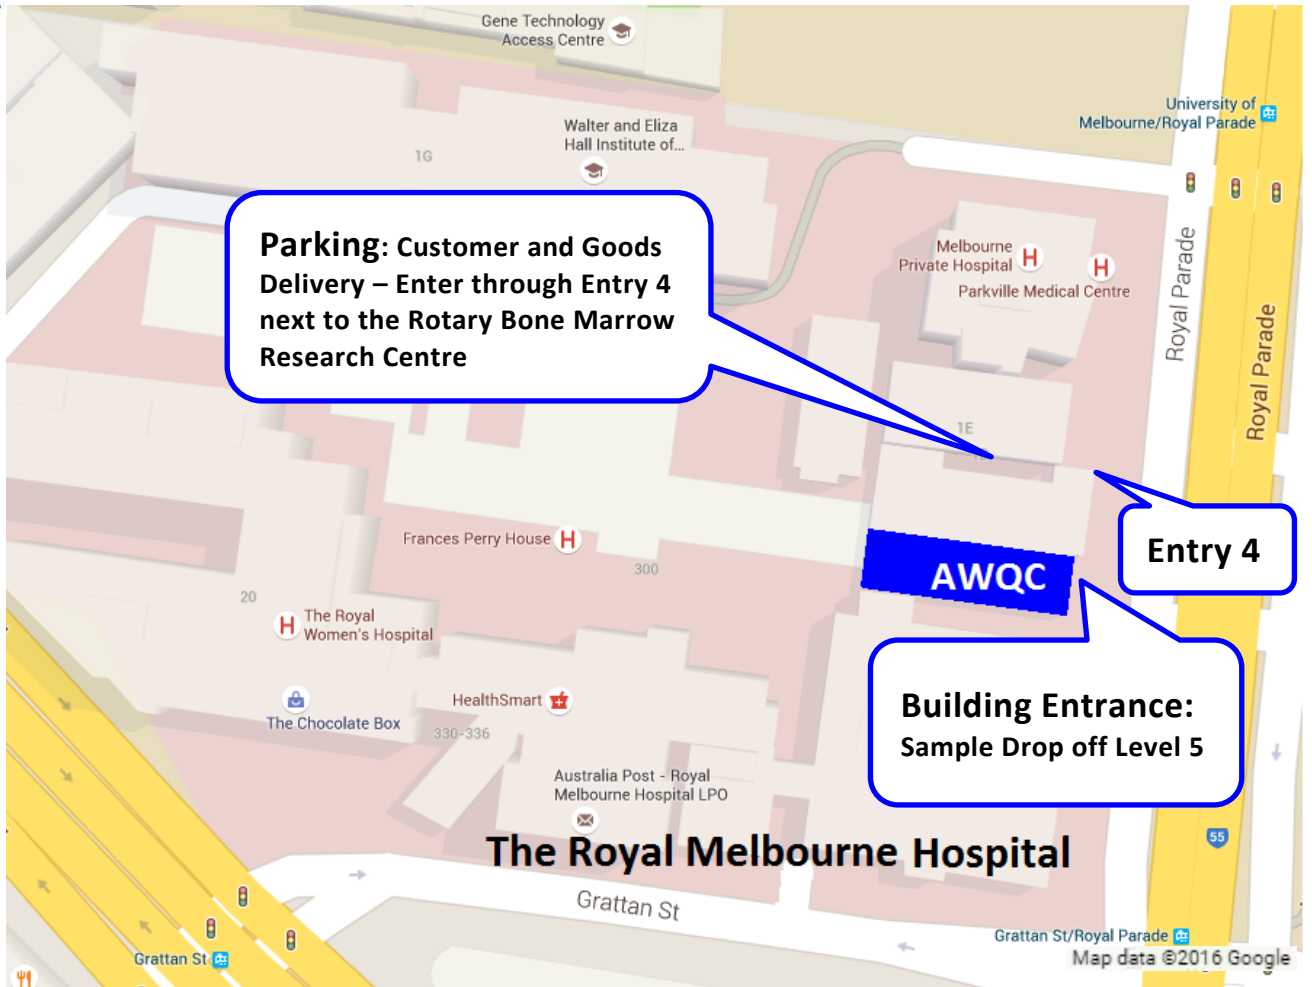 Gene Technology
Access Centre
University of
Melbourne/Royal Parade
Walter and Eliza
Hall Institute of...
1G
Parking: Customer and Goods
Delivery – Enter through Entry 4
next to the Rotary Bone Marrow
Research Centre
Melbourne
Private Hospital H
H
Parkville Medical Centre
Royal Parade
Royal Parade
1E
Entry 4
Frances Perry House H
300
AWQC
20
H The Royal
Women's Hospital
Building Entrance:
Sample Drop off Level 5
HealthSmart
The Chocolate Box
330-336
Australia Post - Royal
Melbourne Hospital LPO
55
The Royal Melbourne Hospital
Grattan St
Grattan St/Royal Parade
Grattan St
Map data ©2016 Google